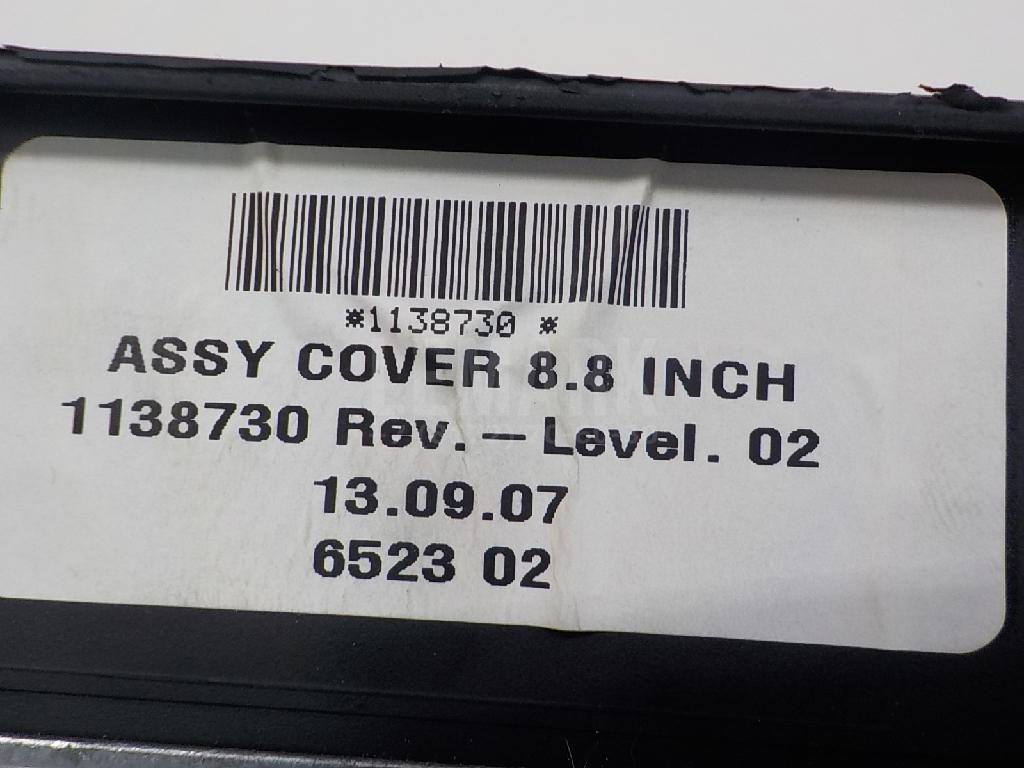 *1138730 *
ASSY COVER 8.8 INCH
1138730 Rev. – Level. 02
13.09.07
6523 02